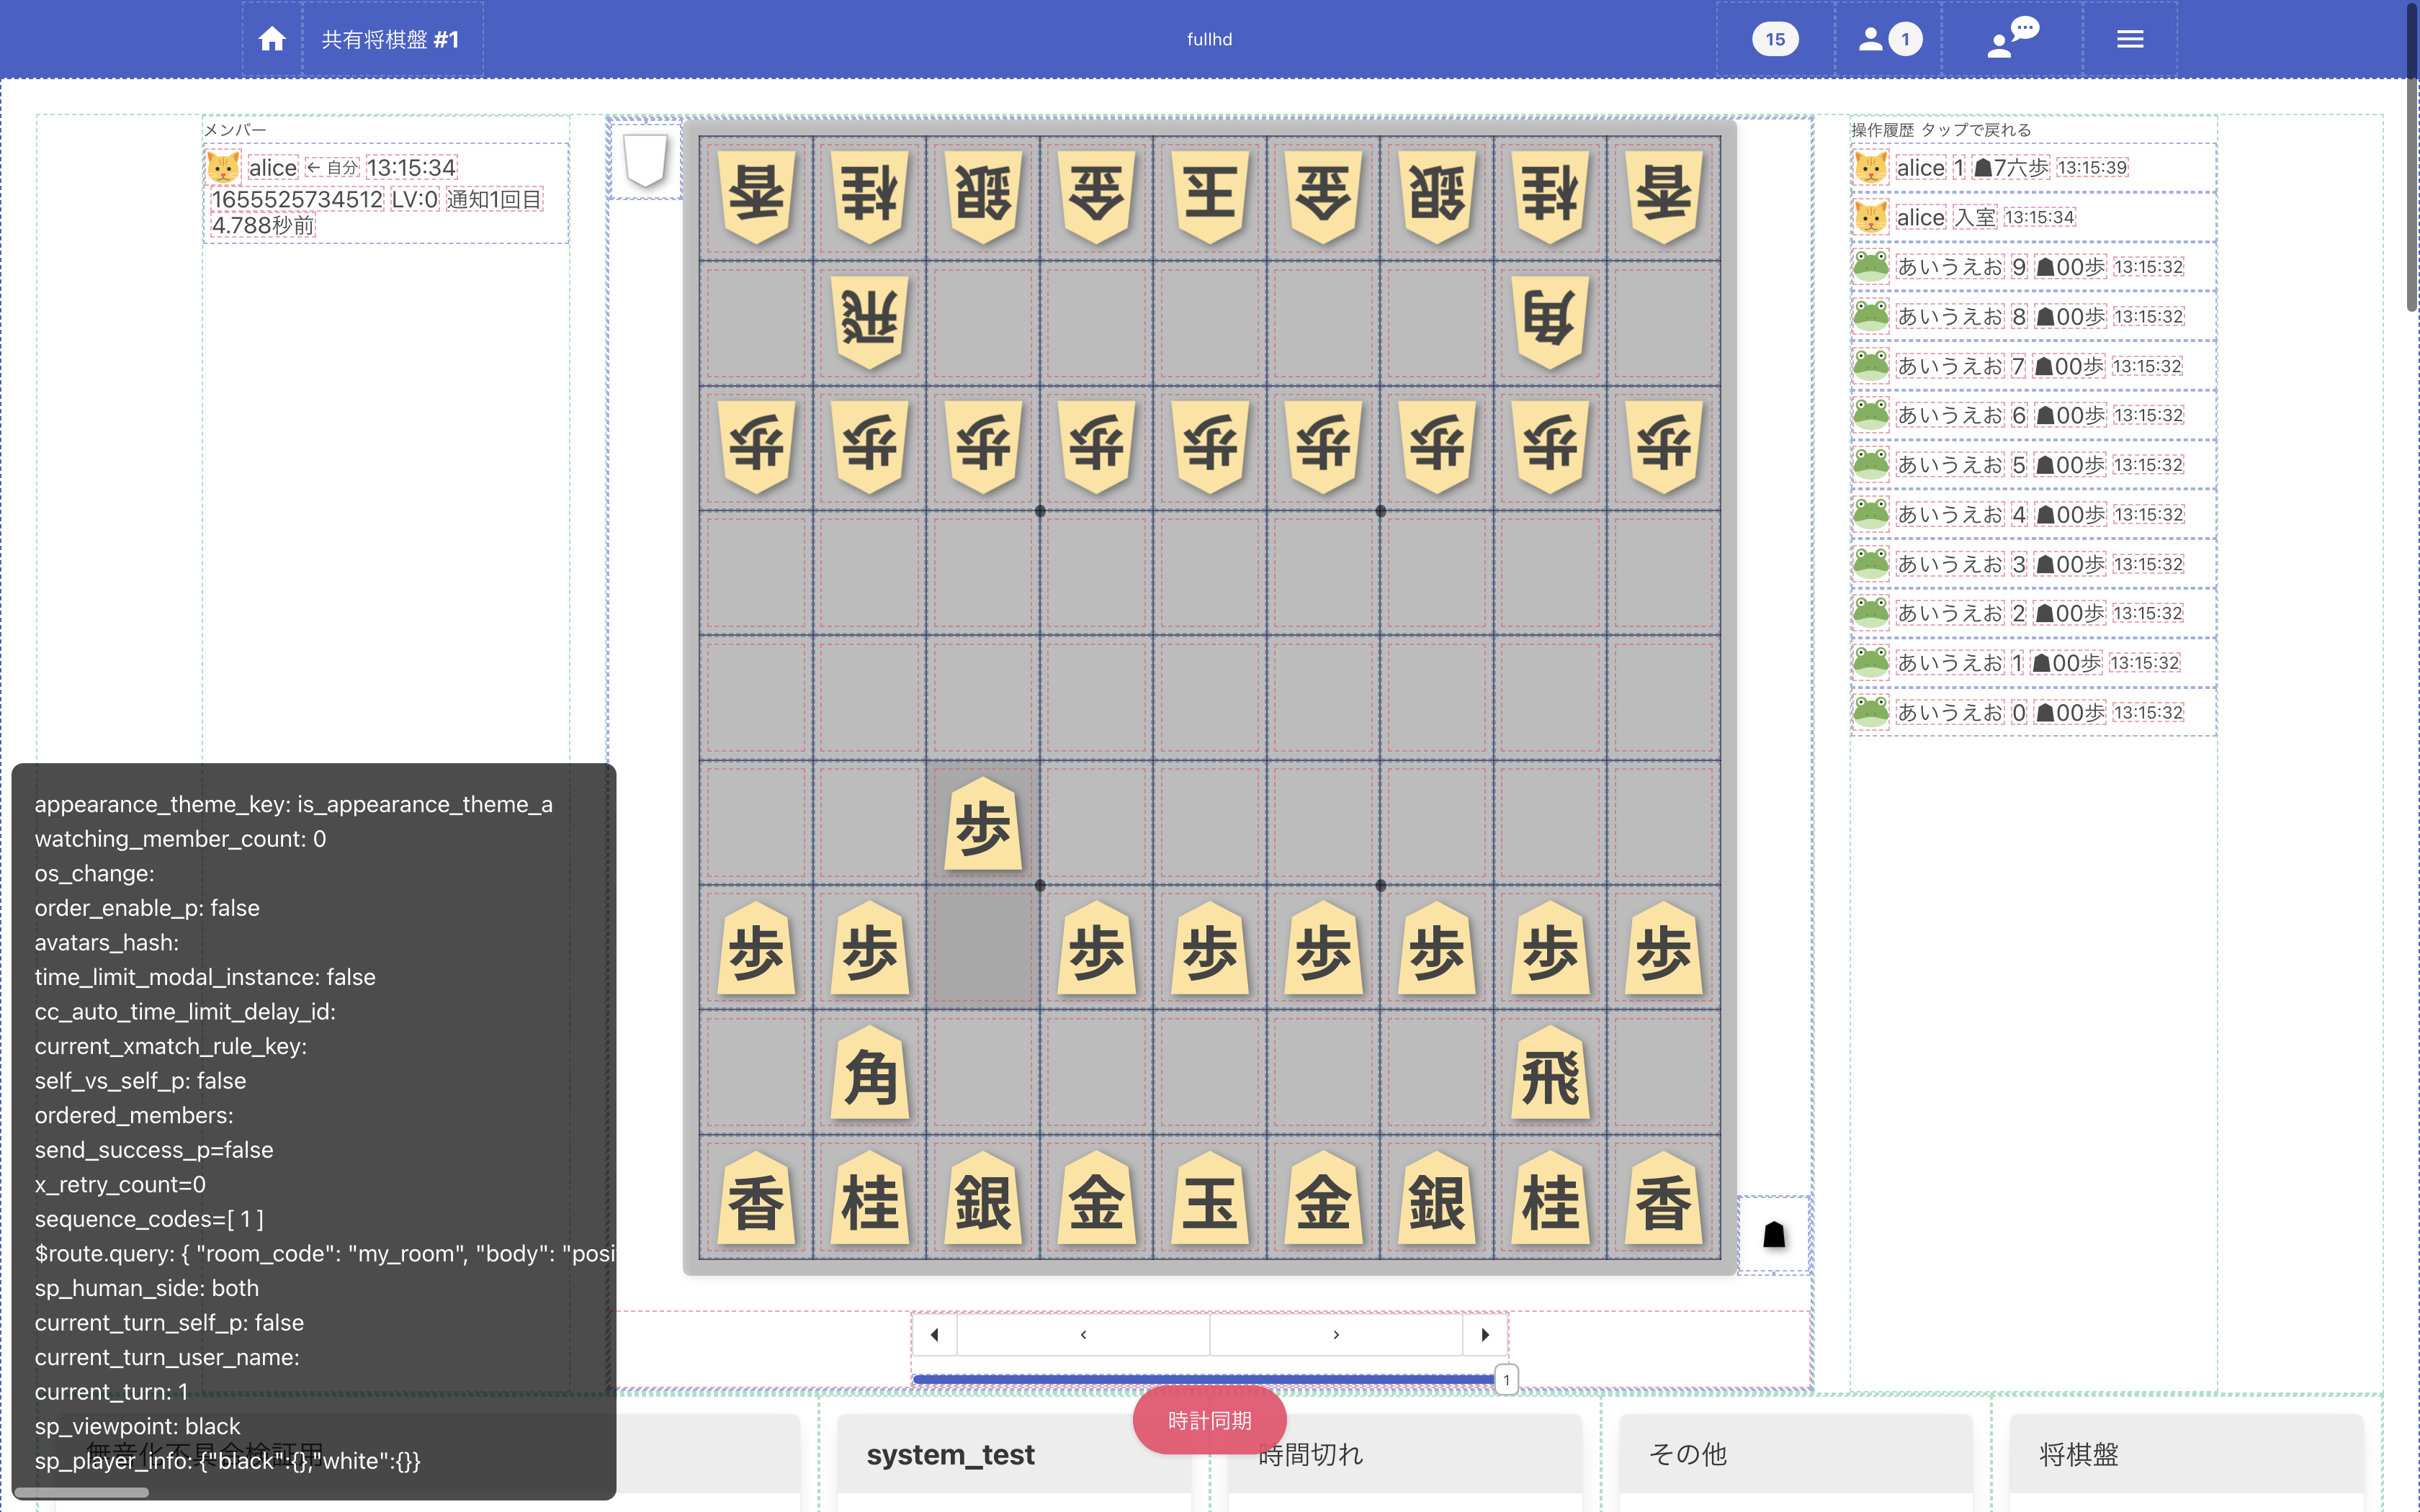 共有将棋盤 #1
fullhd
15
1
メンバー
alice ← 自分 13:15:34
1655525734512 LV:0 通知1回目
4.788秒前
香 桂 銀 金 玉 金 銀 桂 香
飛 角
歩 歩 歩 歩 歩 歩 歩 歩 歩
歩
歩 歩 歩 歩 歩 歩 歩 歩
角 飛
香 桂 銀 金 玉 金 銀 桂 香
1
操作履歴 タップで戻れる
alice 1 ☗7六歩 13:15:39
alice 入室 13:15:34
あいうえお 9 ☗00歩 13:15:32
あいうえお 8 ☗00歩 13:15:32
あいうえお 7 ☗00歩 13:15:32
あいうえお 6 ☗00歩 13:15:32
あいうえお 5 ☗00歩 13:15:32
あいうえお 4 ☗00歩 13:15:32
あいうえお 3 ☗00歩 13:15:32
あいうえお 2 ☗00歩 13:15:32
あいうえお 1 ☗00歩 13:15:32
あいうえお 0 ☗00歩 13:15:32
appearance_theme_key: is_appearance_theme_a
watching_member_count: 0
os_change:
order_enable_p: false
avatars_hash:
time_limit_modal_instance: false
cc_auto_time_limit_delay_id:
current_xmatch_rule_key:
self_vs_self_p: false
ordered_members:
send_success_p=false
x_retry_count=0
sequence_codes=[ 1 ]
$route.query: { "room_code": "my_room", "body": "posi
sp_human_side: both
current_turn_self_p: false
current_turn_user_name:
current_turn: 1
sp_viewpoint: black
sp_player_info: {"black":{},"white":{}}
無音化不具合検証用
時計同期
system_test
時間切れ
その他
将棋盤